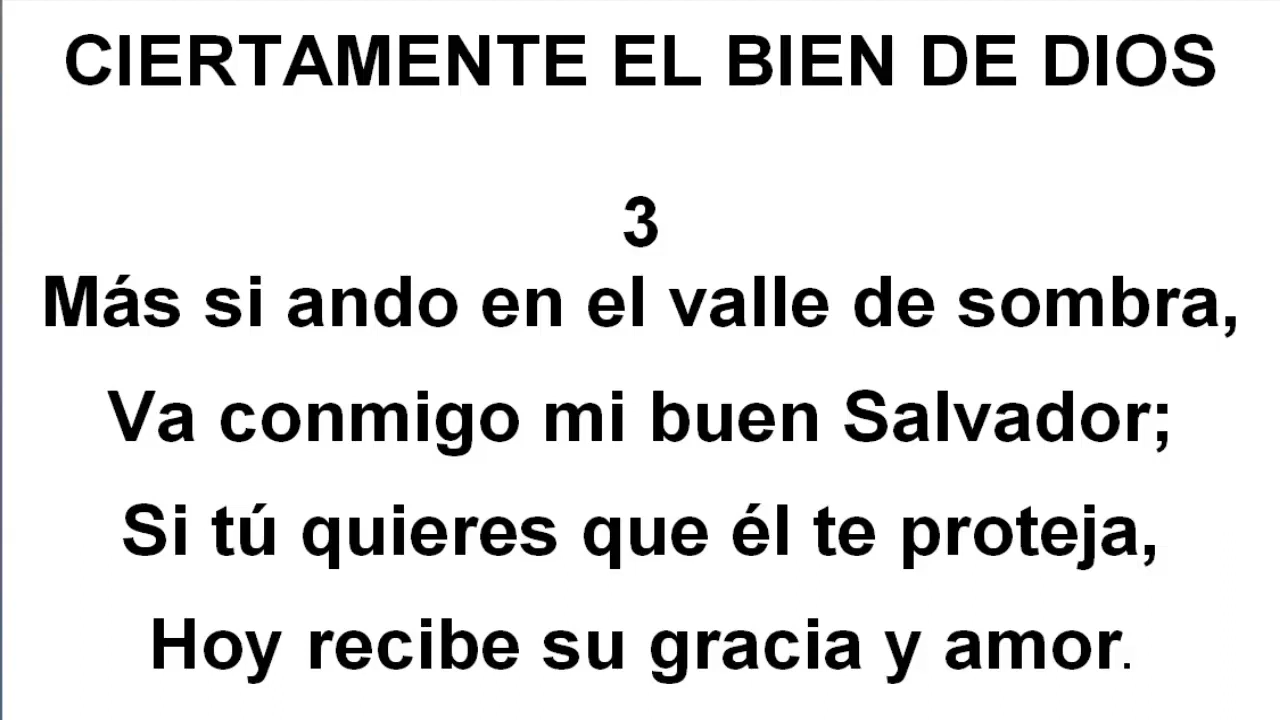 CIERTAMENTE EL BIEN DE DIOS
3
Más si ando en el valle de sombra,
Va conmigo mi buen Salvador;
Si tú quieres que él te proteja,
Hoy recibe su gracia y amor.